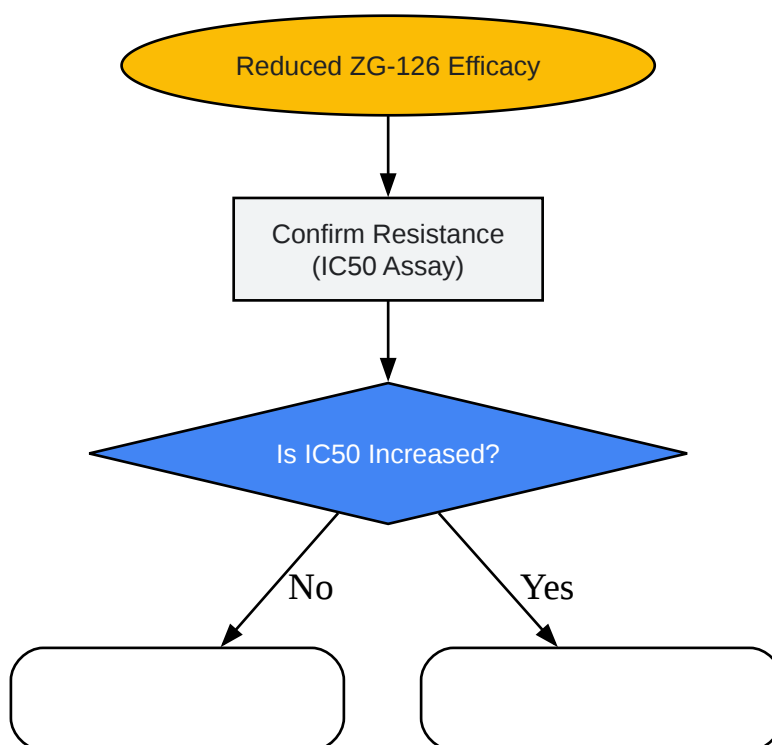 Reduced ZG-126 Efficacy
Confirm Resistance
(IC50 Assay)
Is IC50 Increased?
No
Yes